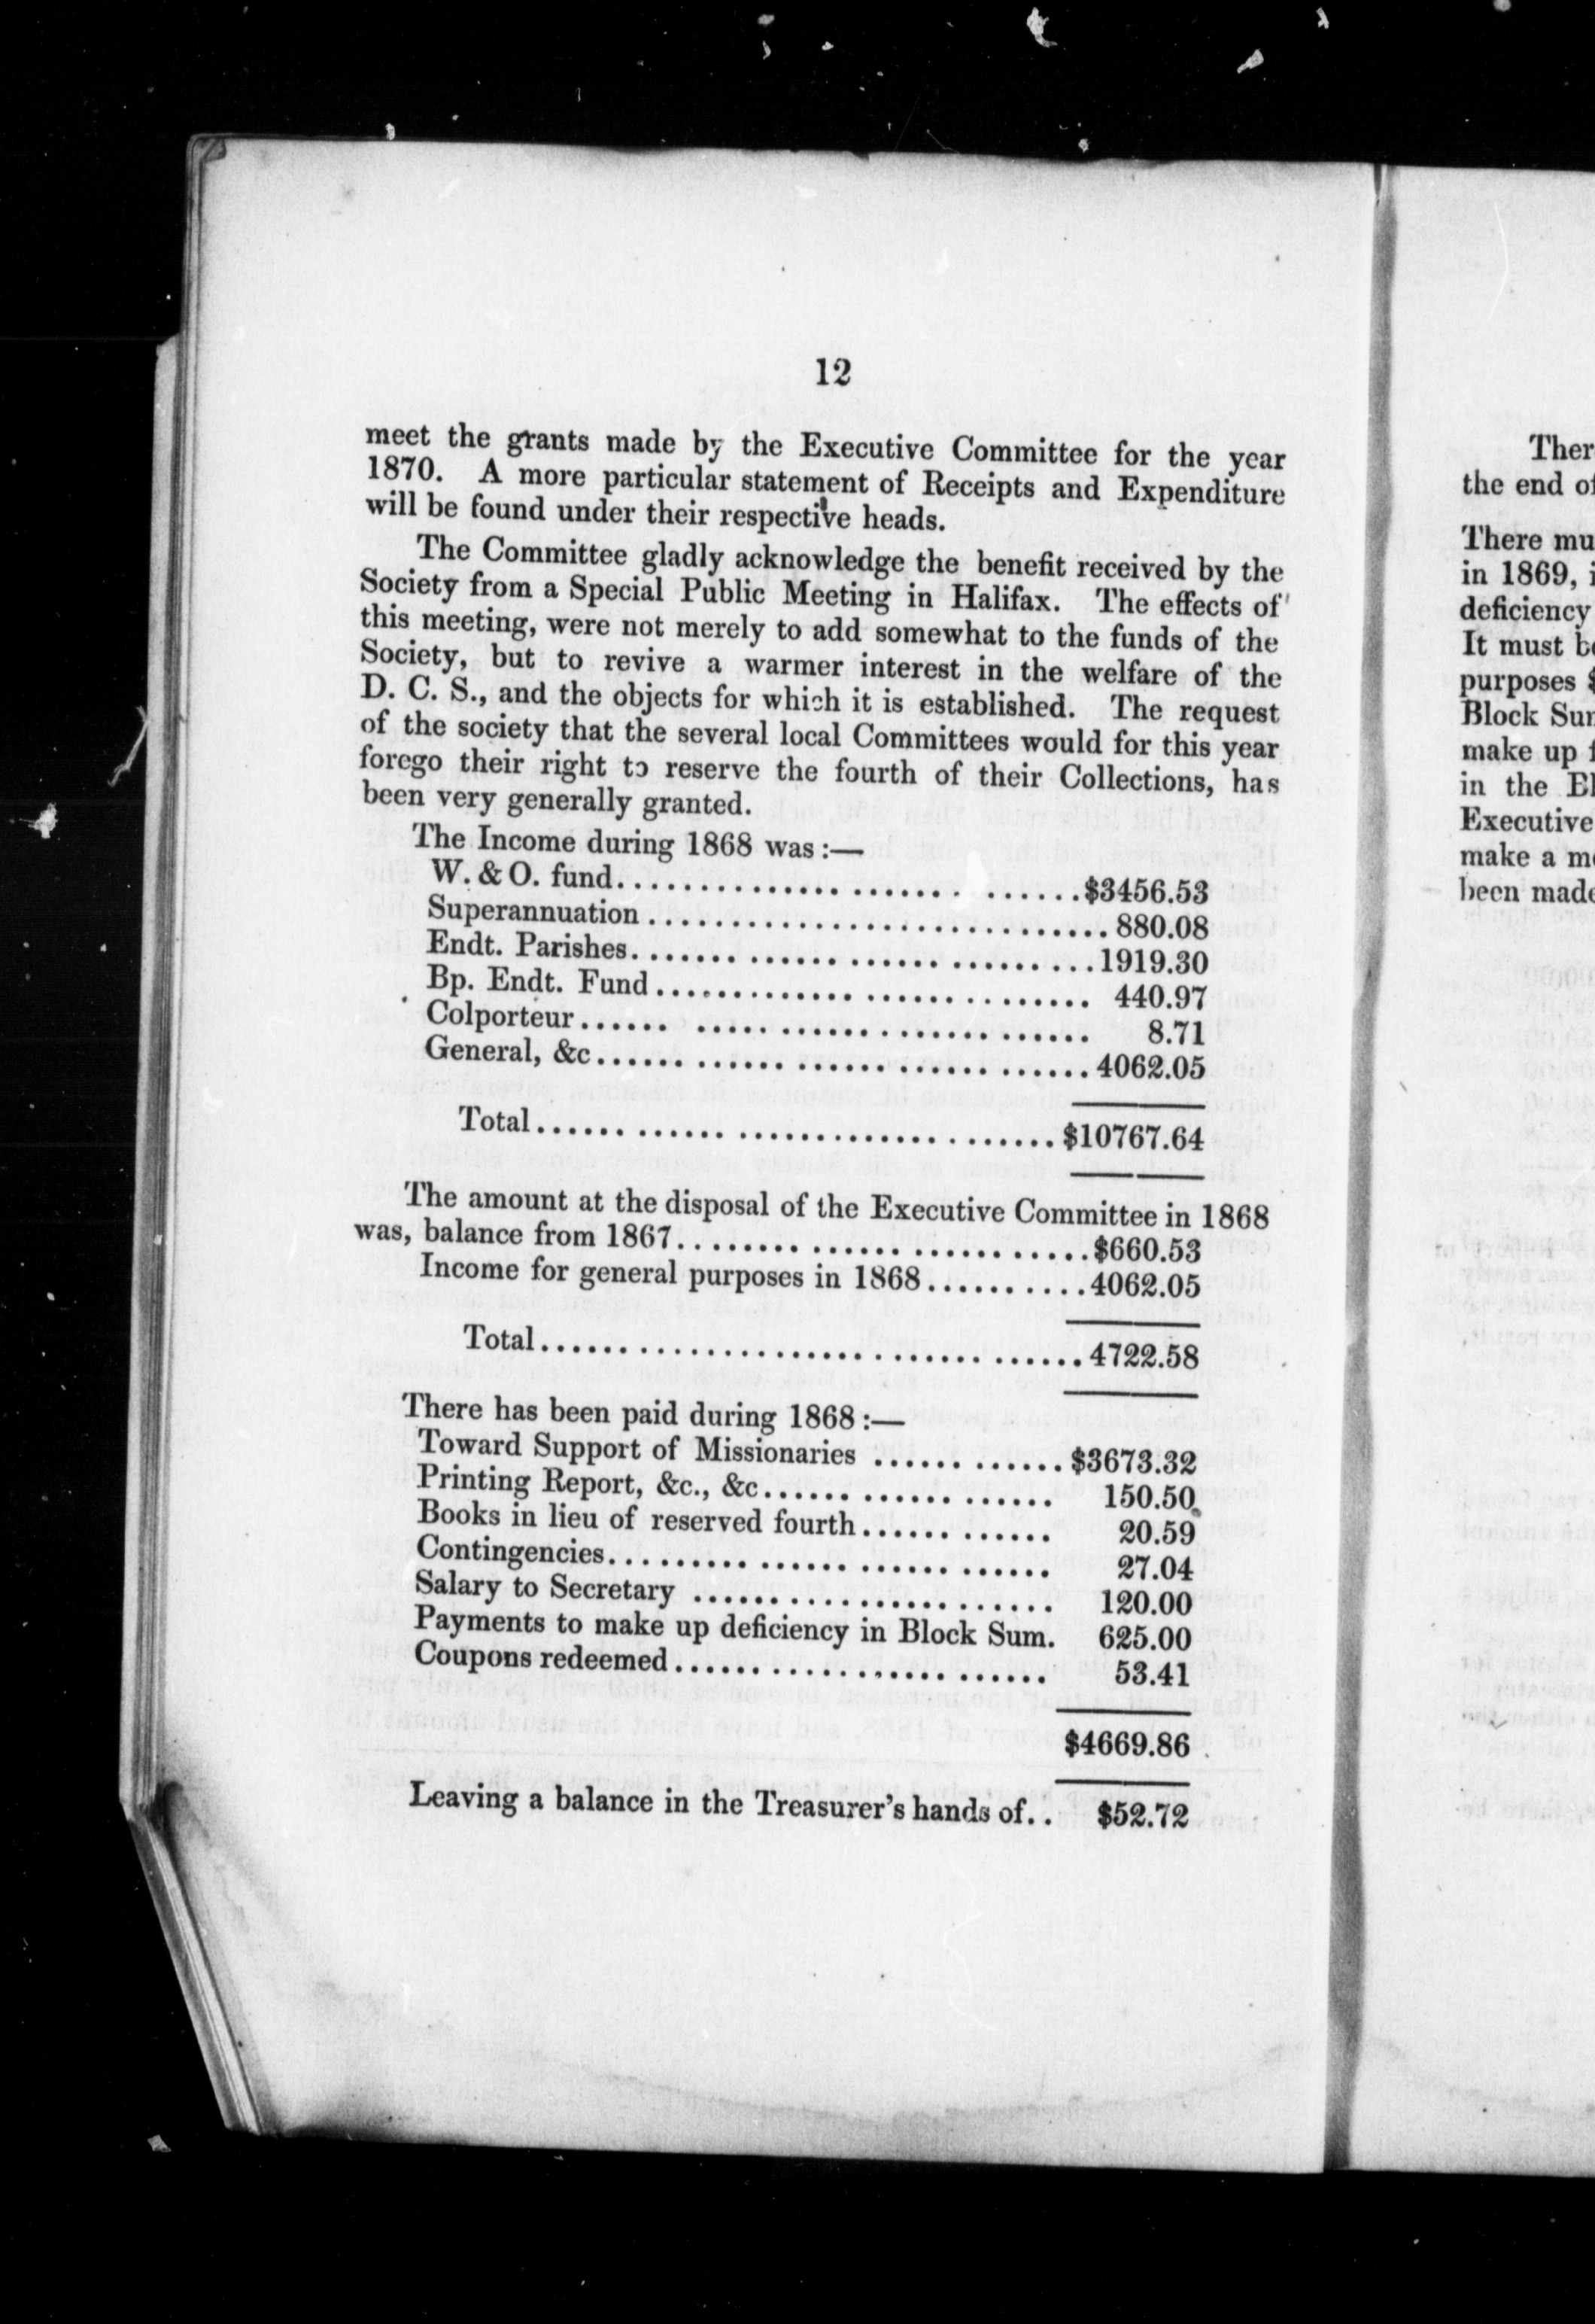 12
meet the grants made by the Executive Committee for the year
1870. A more particular statement of Receipts and Expenditure
will be found under their respective heads.
The Committee gladly acknowledge the benefit received by the
Society from a Special Public Meeting in Halifax. The effects of
this meeting, were not merely to add somewhat to the funds of the
Society, but to revive a warmer interest in the welfare of the
D. C. S., and the objects for which it is established. The request
of the society that the several local Committees would for this year
forego their right to reserve the fourth of their Collections, has
been very generally granted.
The Income during 1868 was :—
W. & O. fund.......................................$3456.53
Superannuation ..............................880.08
Endt. Parishes..............................1919.30
Bp. Endt. Fund.............................. 440.97
Colporteur.............................. 8.71
General, &c..............................4062.05
Total..............................$10767.64
The amount at the disposal of the Executive Committee in 1868
was, balance from 1867..............................$660.53
Income for general purposes in 1868..........4062.05
Total..............................4722.58
There has been paid during 1868 :—
Toward Support of Missionaries ............$3673.32
Printing Report, &c., &c.................. 150.50
Books in lieu of reserved fourth............ 20.59
Contingencies........................... 27.04
Salary to Secretary ........................ 120.00
Payments to make up deficiency in Block Sum. 625.00
Coupons redeemed........................ 53.41
$4669.86
Leaving a balance in the Treasurer's hands of.. $52.72
the end of
There
in 1869,
deficiency
It must
purposes
Block
make up
in the
Executive
make a
been